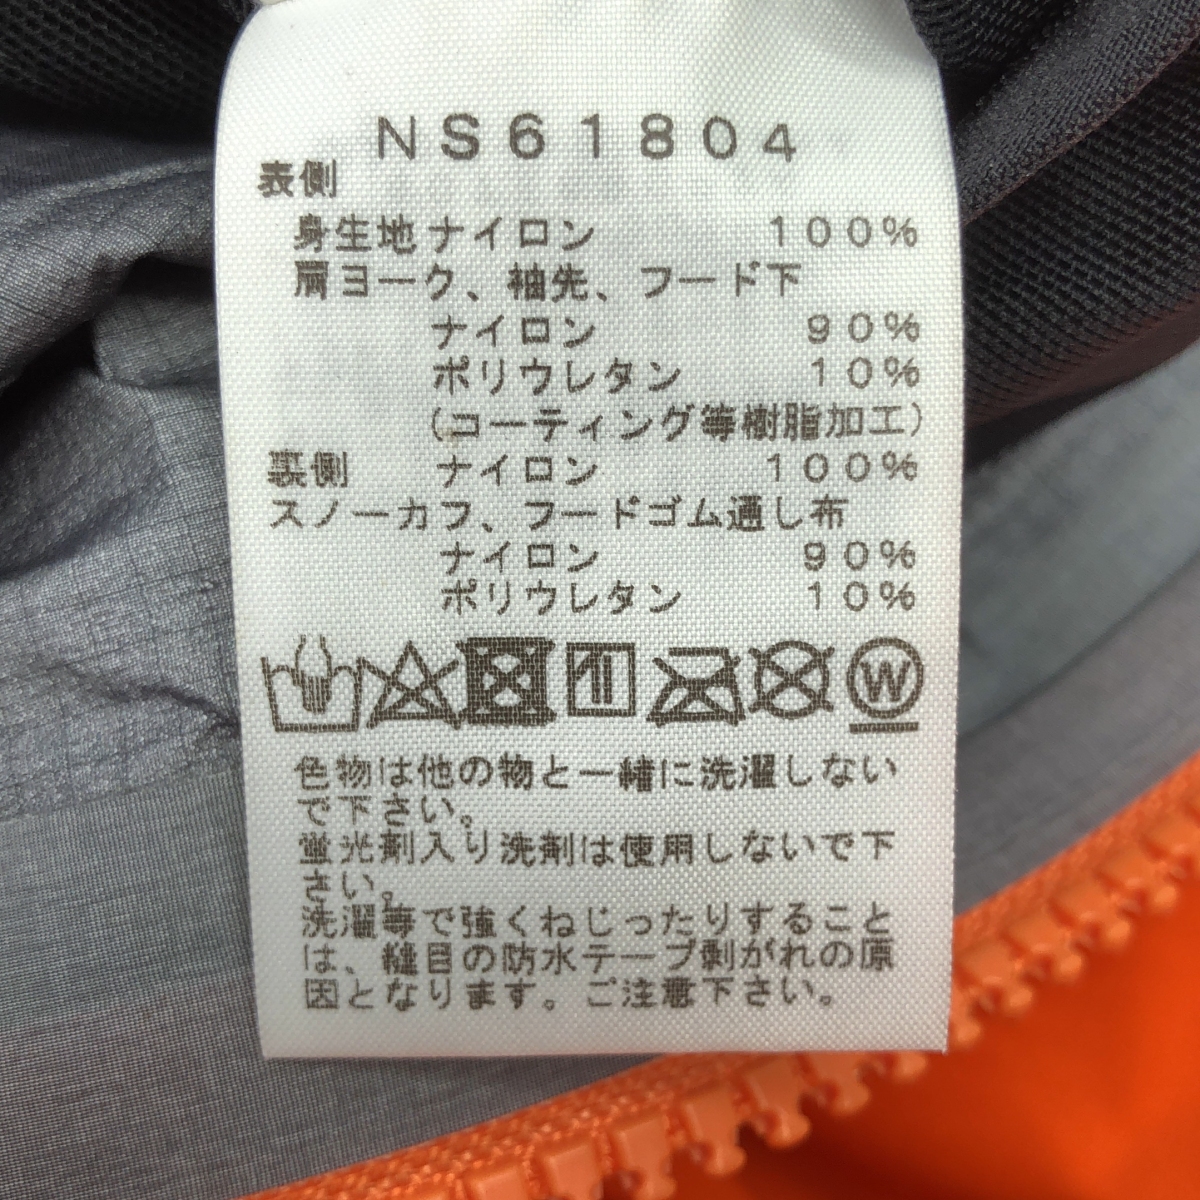 NS61804
表側
身生地 ナイロン 100%
肩ヨーク、袖先、フード下
ナイロン 90%
ポリウレタン 10%
(コーティング等樹脂加工)
裏側 ナイロン 100%
スノーカフ、フードゴム通し布
ナイロン 90%
ポリウレタン 10%
W
色物は他の物と一緒に洗濯しない
で下さい。
蛍光剤入り洗剤は使用しないで下
さい。
洗濯等で強くねじったりすること
は、縫目の防水テープ剥がれの原
因となります。ご注意下さい。